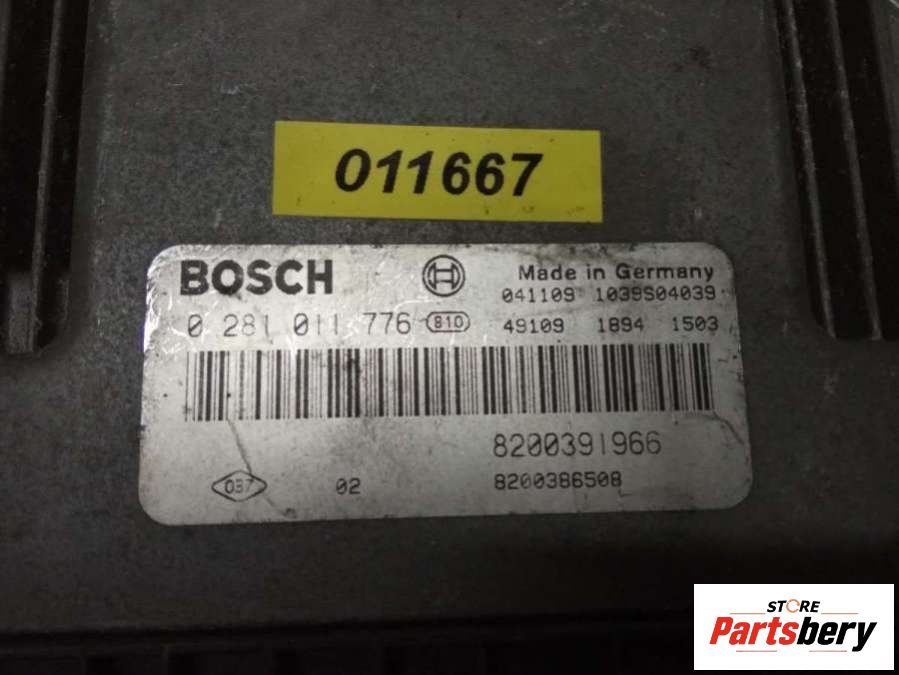 011667
BOSCH
Made in Germany
041109 1039S04039
0 281 011 776 810 49109 1894 1503
8200391966
037 02 8200386508
STORE
Partsbery